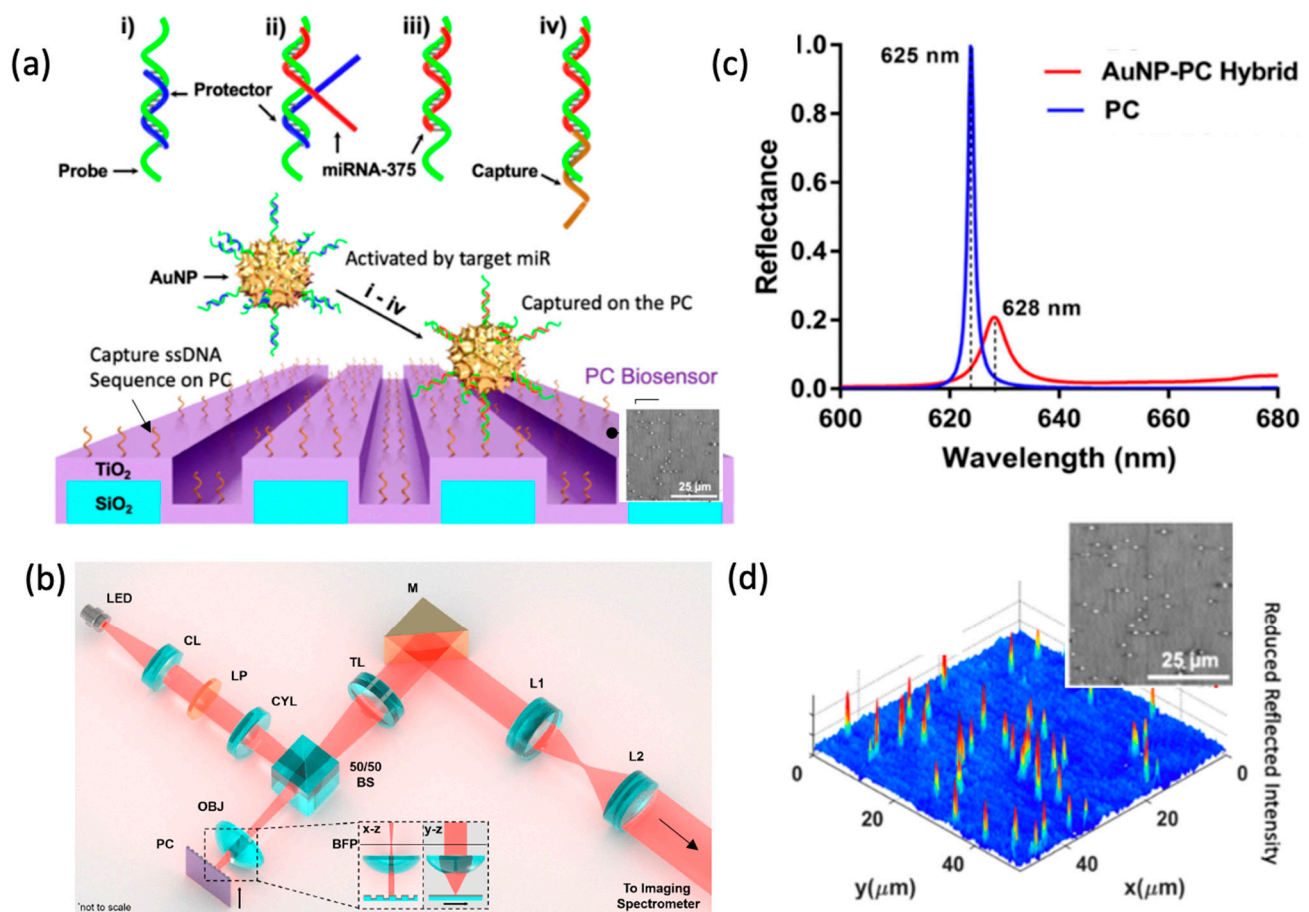 (a)
i)
ii)
iii)
iv)
Protector
Probe
miRNA-375
Capture
AuNP
Activated by target miR
i - iv
Captured on the PC
Capture ssDNA
Sequence on PC
PC Biosensor
TiO2
SiO2
25 µm
(b)
LED
CL
LP
CYL
50/50
BS
TL
M
L1
L2
OBJ
PC
BFP
x-z
y-z
To Imaging
Spectrometer
*not to scale
(c)
1.0
0.8
0.6
0.4
0.2
0.0
Reflectance
625 nm
628 nm
AuNP-PC Hybrid
PC
600
620
640
660
680
Wavelength (nm)
(d)
25 µm
Reduced Reflected Intensity
0
20
40
y(µm)
0
20
40
x(µm)